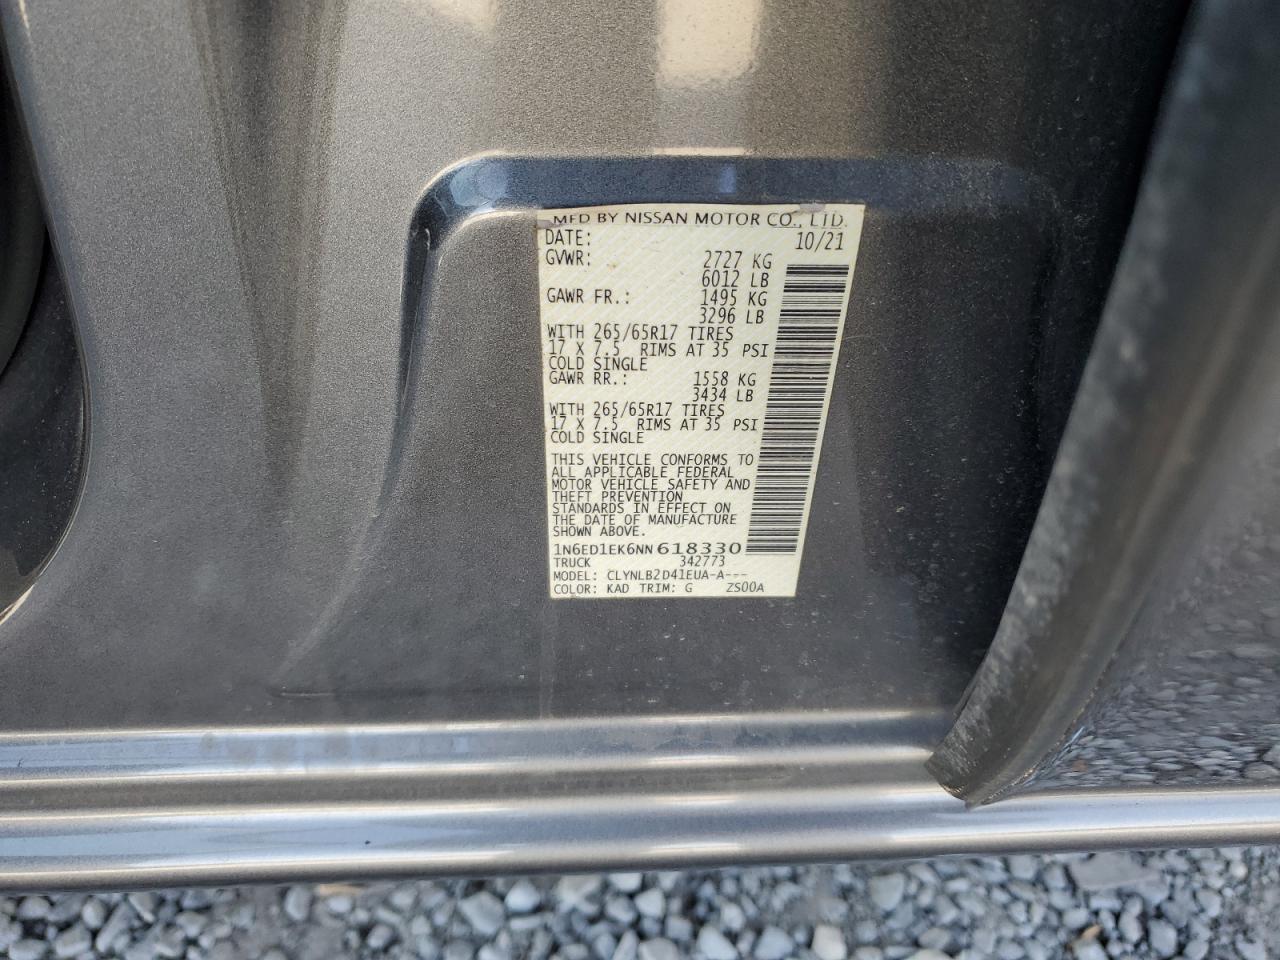 MFD BY NISSAN MOTOR CO., LTD.
DATE: 10/21
GVWR: 2727 KG
6012 LB
GAWR FR.: 1495 KG
3296 LB
WITH 265/65R17 TIRES
17 X 7.5 RIMS AT 35 PSI
COLD SINGLE
GAWR RR.: 1558 KG
3434 LB
WITH 265/65R17 TIRES
17 X 7.5 RIMS AT 35 PSI
COLD SINGLE
THIS VEHICLE CONFORMS TO
ALL APPLICABLE FEDERAL
MOTOR VEHICLE SAFETY AND
THEFT PREVENTION
STANDARDS IN EFFECT ON
THE DATE OF MANUFACTURE
SHOWN ABOVE.
1N6ED1EK6NN618330
TRUCK 342773
MODEL: CLYNLB2D41EUA-A---
COLOR: KAD TRIM: G ZS00A